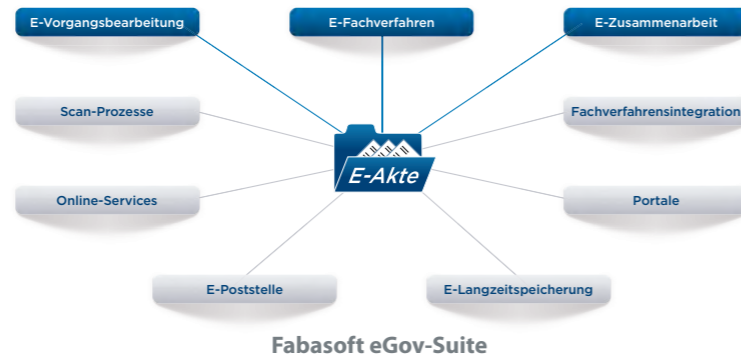 E-Vorgangsbearbeitung
E-Fachverfahren
E-Zusammenarbeit
Scan-Prozesse
Fachverfahrensintegration
E-Akte
Online-Services
Portale
E-Poststelle
E-Langzeitspeicherung
Fabasoft eGov-Suite